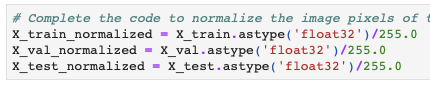 # Complete the code to normalize the image pixels of
X_train_normalized = X_train.astype('float32')/255.0
X_val_normalized = X_val.astype('float32')/255.0
X_test_normalized = X_test.astype('float32')/255.0